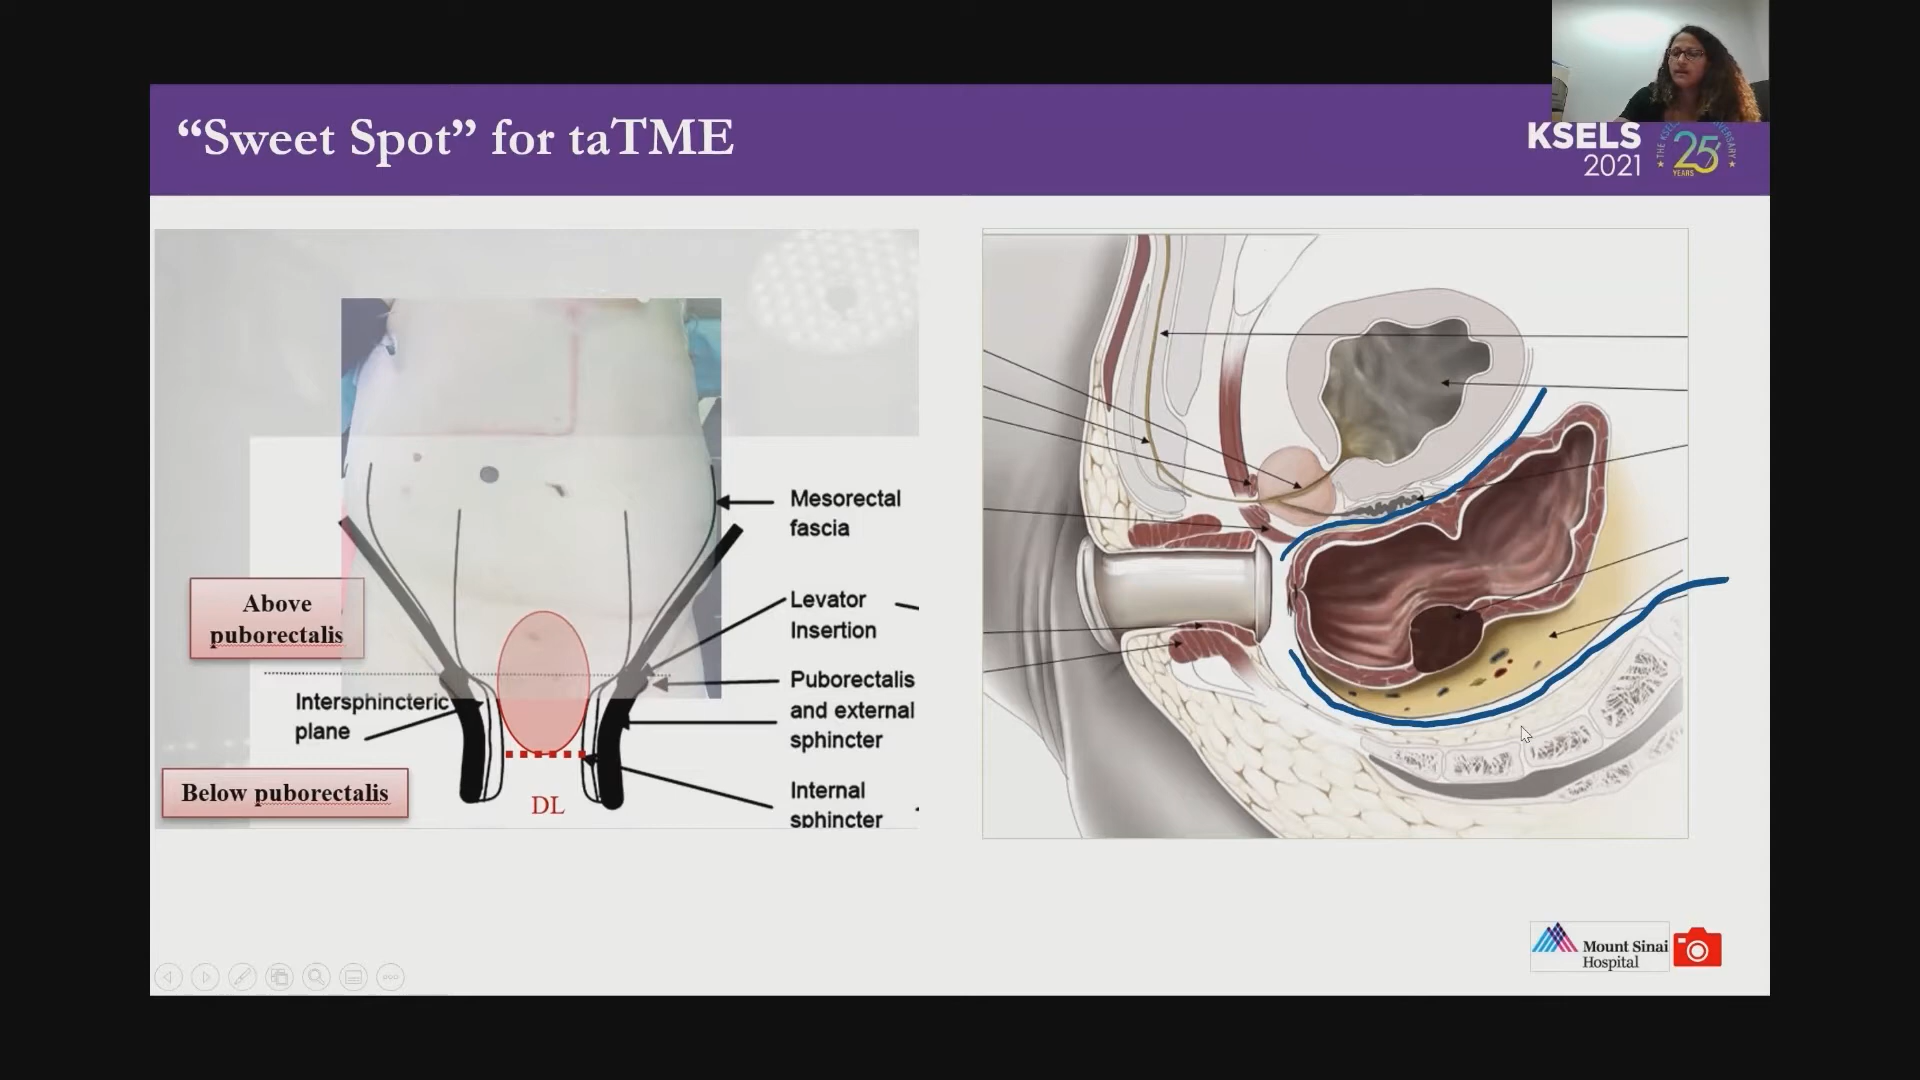 “Sweet Spot” for taTME
KSELS
2021
25
YEARS
Mesorectal
fascia
Above
puborectalis
Levator
Insertion
Intersphincteric
plane
Puborectalis
and external
sphincter
Below puborectalis
DL
Internal
sphincter
Mount Sinai
Hospital